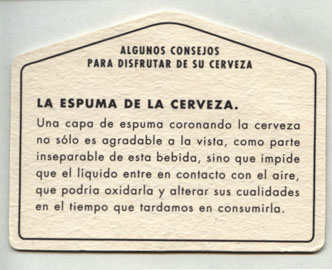 ALGUNOS CONSEJOS
PARA DISFRUTAR DE SU CERVEZA
LA ESPUMA DE LA CERVEZA.
Una capa de espuma coronando la cerveza
no sólo es agradable a la vista, como parte
inseparable de esta bebida, sino que impide
que el líquido entre en contacto con el aire,
que podría oxidarla y alterar sus cualidades
en el tiempo que tardamos en consumirla.